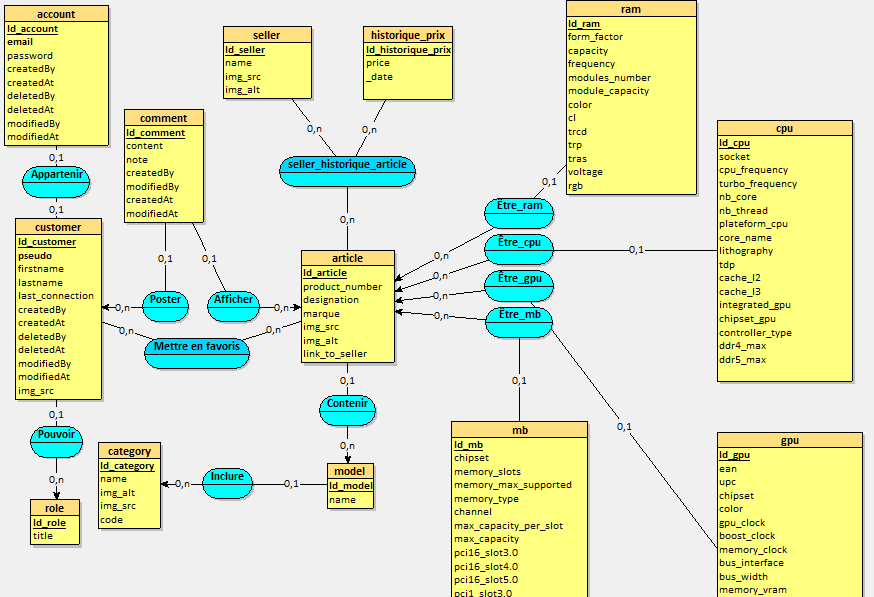 account
Id_account
email
password
createdBy
createdAt
deletedBy
deletedAt
modifiedBy
modifiedAt
0,1
Appartenir
0,1
customer
Id_customer
pseudo
firstname
lastname
last_connection
createdBy
createdAt
deletedBy
deletedAt
modifiedBy
modifiedAt
img_src
0,1
Pouvoir
0,n
role
Id_role
title
comment
Id_comment
content
note
createdBy
modifiedBy
createdAt
modifiedAt
0,1
0,1
Poster
0,n
Afficher
0,n
0,n
Mettre en favoris
0,n
category
Id_category
name
img_alt
img_src
code
0,n
Inclure
0,1
model
Id_model
name
0,n
Contenir
0,1
seller
Id_seller
name
img_src
img_alt
historique_prix
Id_historique_prix
price
_date
0,n
0,n
seller_historique_article
0,n
article
Id_article
product_number
designation
marque
img_src
img_alt
link_to_seller
0,n
0,n
0,n
0,n
Être_ram
Être_cpu
Être_gpu
Être_mb
0,1
0,1
0,1
0,1
ram
Id_ram
form_factor
capacity
frequency
modules_number
module_capacity
color
cl
trcd
trp
tras
voltage
rgb
cpu
Id_cpu
socket
cpu_frequency
turbo_frequency
nb_core
nb_thread
plateform_cpu
core_name
lithography
tdp
cache_l2
cache_l3
integrated_gpu
chipset_gpu
controller_type
ddr4_max
ddr5_max
mb
Id_mb
chipset
memory_slots
memory_max_supported
memory_type
channel
max_capacity_per_slot
max_capacity
pci16_slot3.0
pci16_slot4.0
pci16_slot5.0
pci1_slot3.0
gpu
Id_gpu
ean
upc
chipset
color
gpu_clock
boost_clock
memory_clock
bus_interface
bus_width
memory_vram